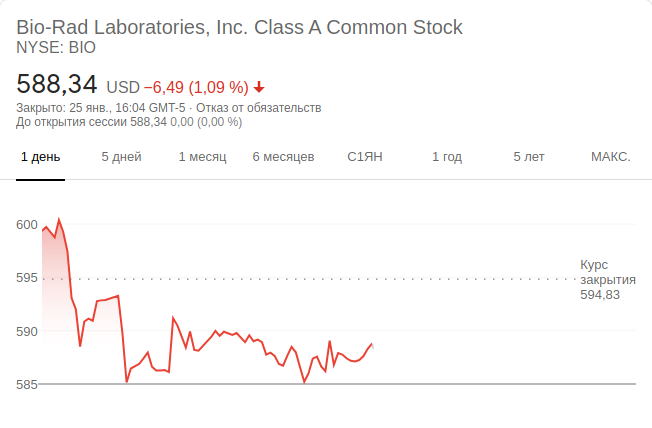 Bio-Rad Laboratories, Inc. Class A Common Stock
NYSE: BIO
588,34 USD −6,49 (1,09 %)
Закрыто: 25 янв., 16:04 GMT-5 · Отказ от обязательств
До открытия сессии 588,34 0,00 (0,00 %)
1 день 5 дней 1 месяц 6 месяцев С1ЯН 1 год 5 лет МАКС.
600
595
590
585
Курс
закрытия
594,83